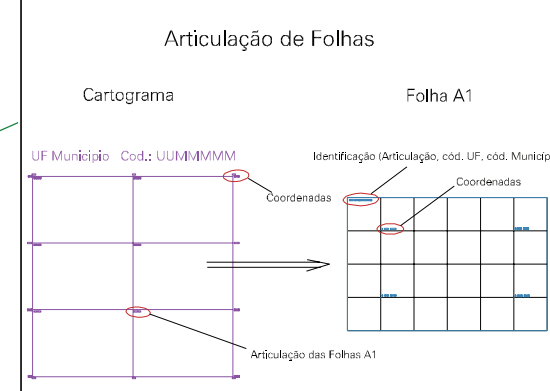 Articulação de Folhas
Cartograma
Folha A1
UF Municipio Cod.: UUMMMMM
Identificação (Articulação, cód. UF, cód. Municíp
Coordenadas
Coordenadas
Articulação das Folhas A1